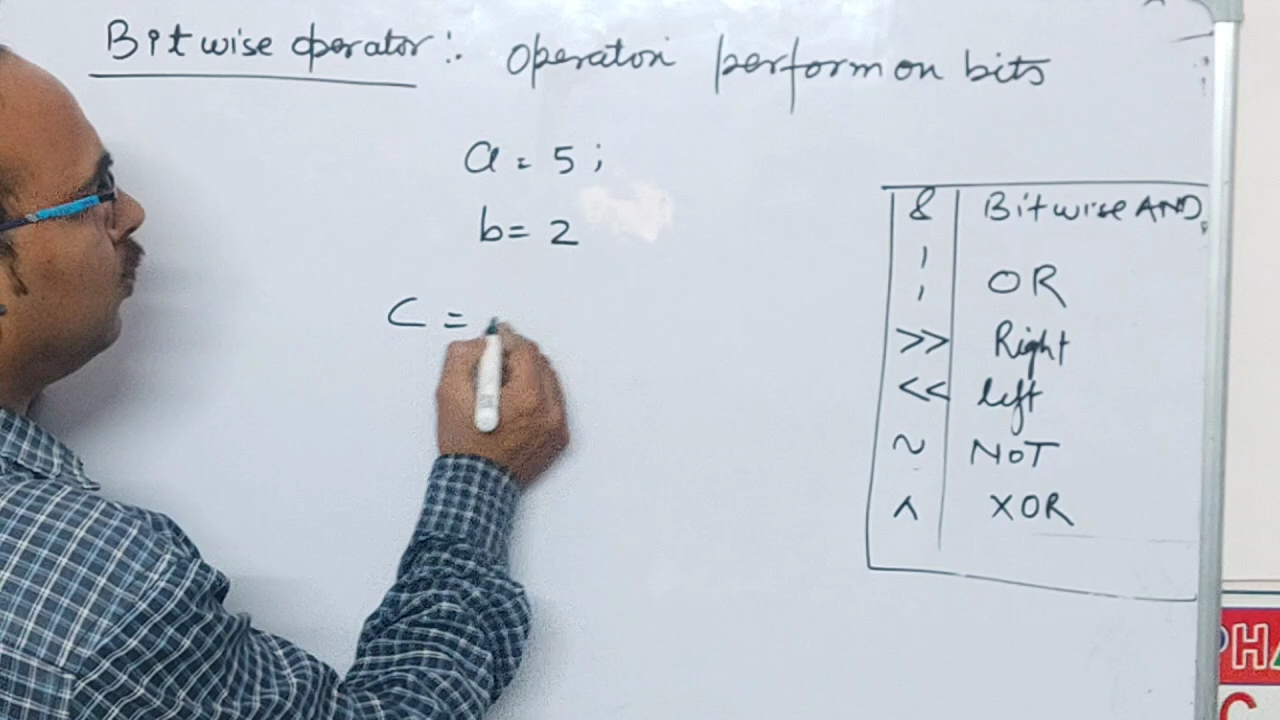 Bitwise operator :. Operation perform on bits
a = 5 ;
b = 2
C =
& Bitwise AND
¦ OR
>> Right
<< left
~ NOT
^ XOR